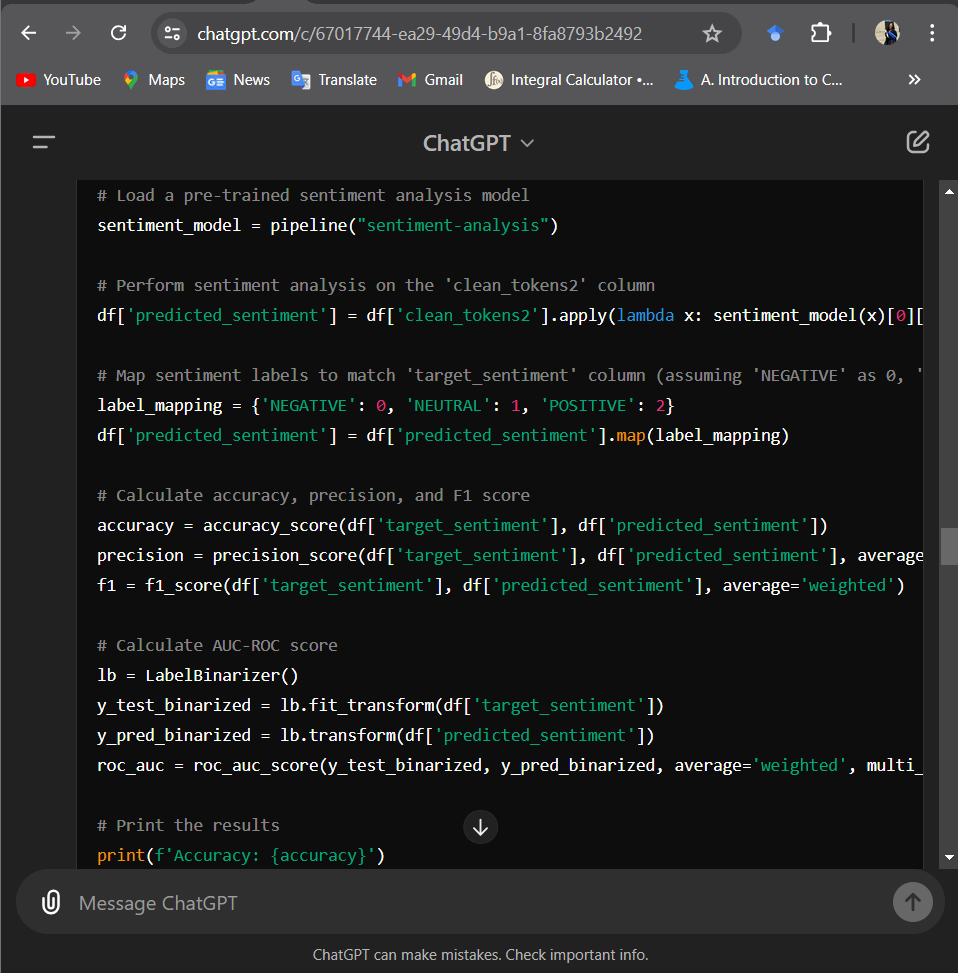 chatgpt.com/c/67017744-ea29-49d4-b9a1-8fa8793b2492
YouTube Maps GE News Translate Gmail f(x) Integral Calculator •... A. Introduction to C... »
ChatGPT
# Load a pre-trained sentiment analysis model
sentiment_model = pipeline("sentiment-analysis")
# Perform sentiment analysis on the 'clean_tokens2' column
df['predicted_sentiment'] = df['clean_tokens2'].apply(lambda x: sentiment_model(x)[0][
# Map sentiment labels to match 'target_sentiment' column (assuming 'NEGATIVE' as 0, '
label_mapping = {'NEGATIVE': 0, 'NEUTRAL': 1, 'POSITIVE': 2}
df['predicted_sentiment'] = df['predicted_sentiment'].map(label_mapping)
# Calculate accuracy, precision, and F1 score
accuracy = accuracy_score(df['target_sentiment'], df['predicted_sentiment'])
precision = precision_score(df['target_sentiment'], df['predicted_sentiment'], average
f1 = f1_score(df['target_sentiment'], df['predicted_sentiment'], average='weighted')
# Calculate AUC-ROC score
lb = LabelBinarizer()
y_test_binarized = lb.fit_transform(df['target_sentiment'])
y_pred_binarized = lb.transform(df['predicted_sentiment'])
roc_auc = roc_auc_score(y_test_binarized, y_pred_binarized, average='weighted', multi_
# Print the results
print(f'Accuracy: {accuracy}')
Message ChatGPT
ChatGPT can make mistakes. Check important info.